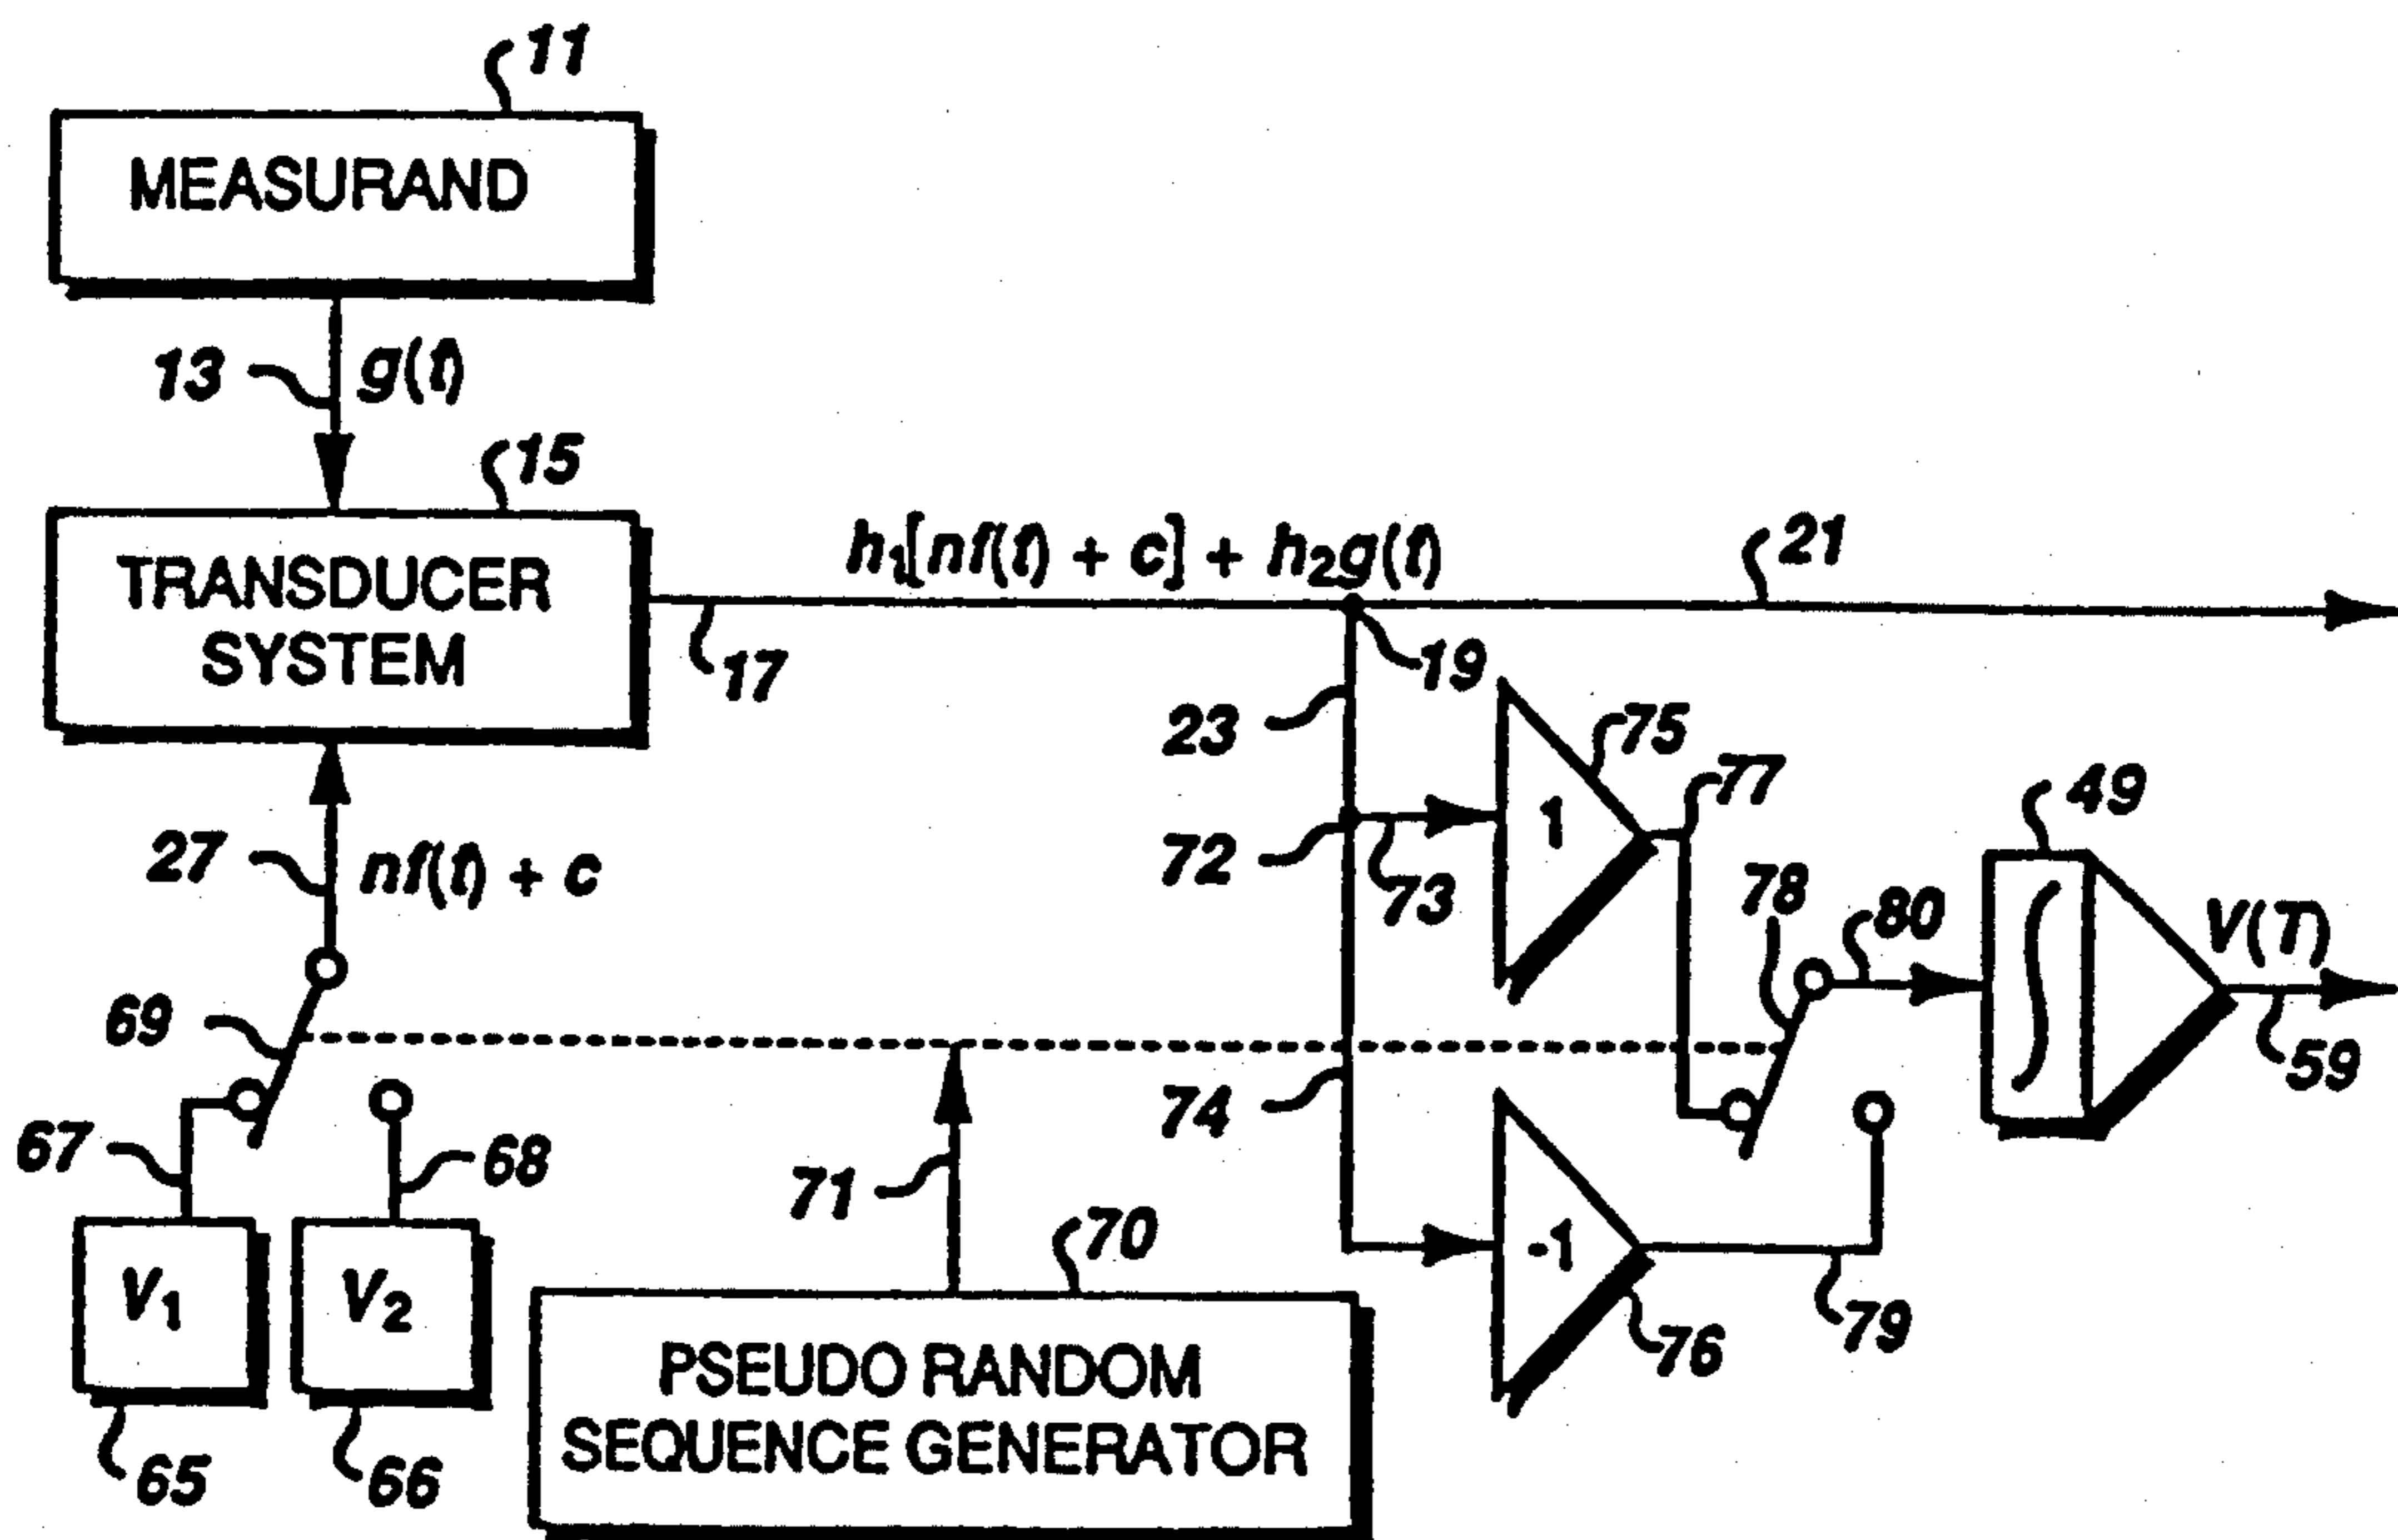 11
MEASURAND
13
g(t)
15
TRANSDUCER
SYSTEM
h₁[nf(t) + c] + h₂g(t)
21
17
19
23
75
77
49
72
73
78
80
V(T)
27
nf(t) + c
69
59
74
67
68
71
70
V₁
V₂
1
-1
79
76
PSEUDO RANDOM
SEQUENCE GENERATOR
65
66